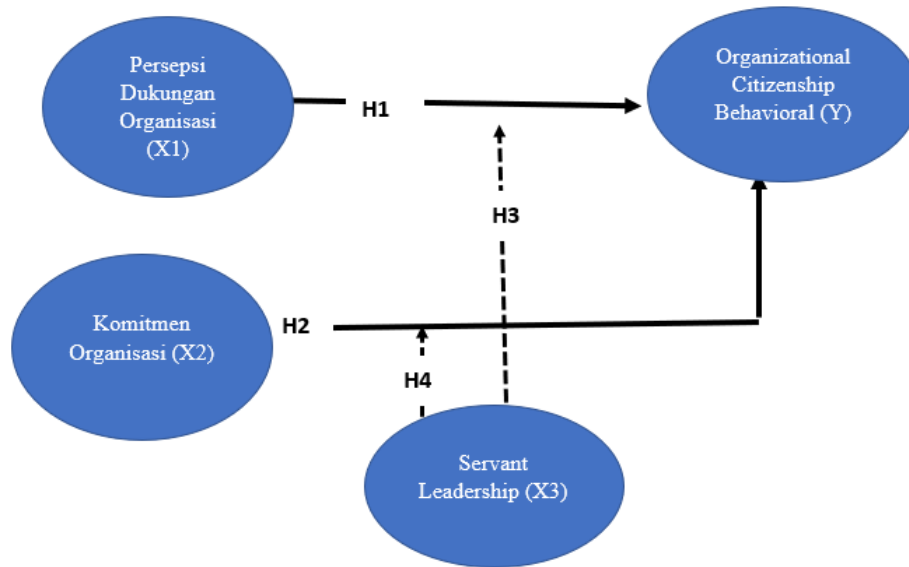 Persepsi
Dukungan
Organisasi
(X1)
H1
Organizational
Citizenship
Behavioral (Y)
H3
Komitmen
Organisasi (X2)
H2
H4
Servant
Leadership (X3)